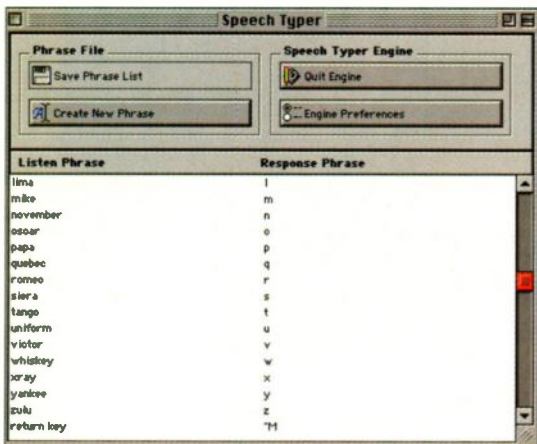 Speech Typer
Phrase File
Speech Typer Engine
Save Phrase List
Quit Engine
Create New Phrase
Engine Preferences
Listen Phrase Response Phrase
lima l
mike m
november n
oscar o
papa p
quebec q
romeo r
siera s
tango t
uniform u
victor v
whiskey w
xray x
yankee y
zulu z
return key ^M